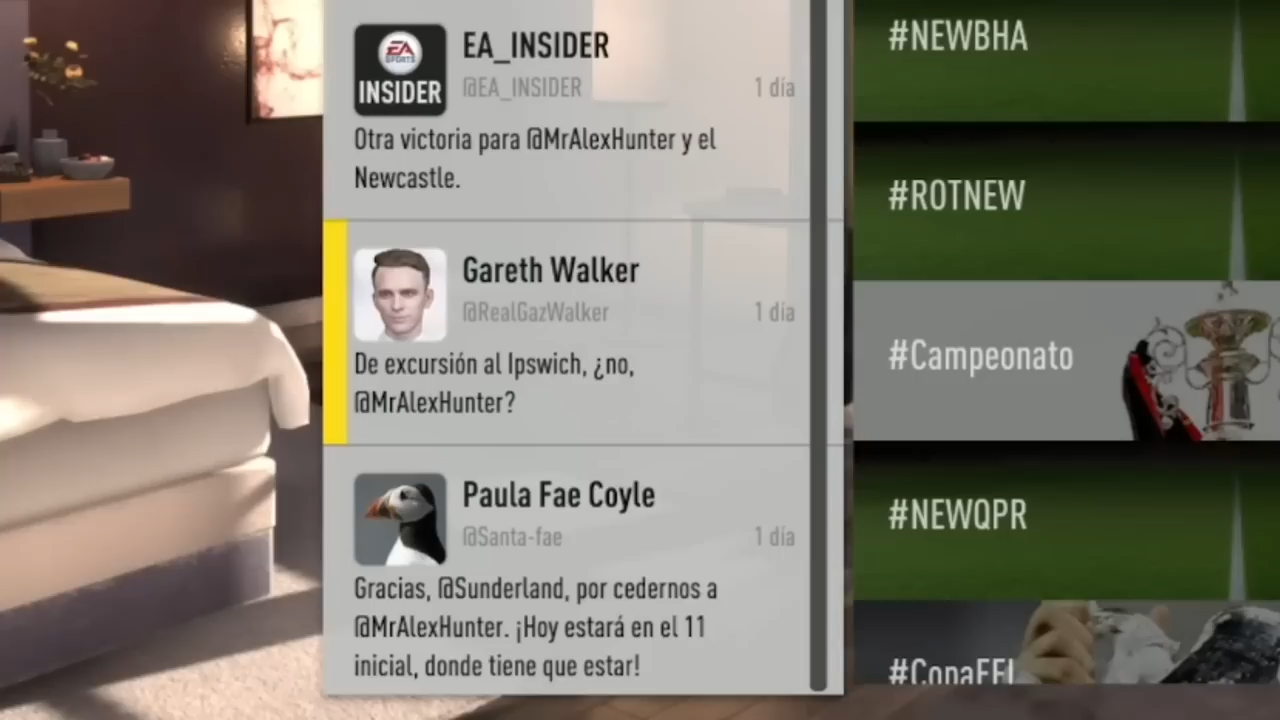 EA SPORTS
INSIDER
EA_INSIDER
@EA_INSIDER
1 día
Otra victoria para @MrAlexHunter y el
Newcastle.
Gareth Walker
@RealGazWalker
1 día
De excursión al Ipswich, ¿no,
@MrAlexHunter?
Paula Fae Coyle
@Santa-fae
1 día
Gracias, @Sunderland, por cedernos a
@MrAlexHunter. ¡Hoy estará en el 11
inicial, donde tiene que estar!
#NEWBHA
#ROTNEW
#Campeonato
#NEWQPR